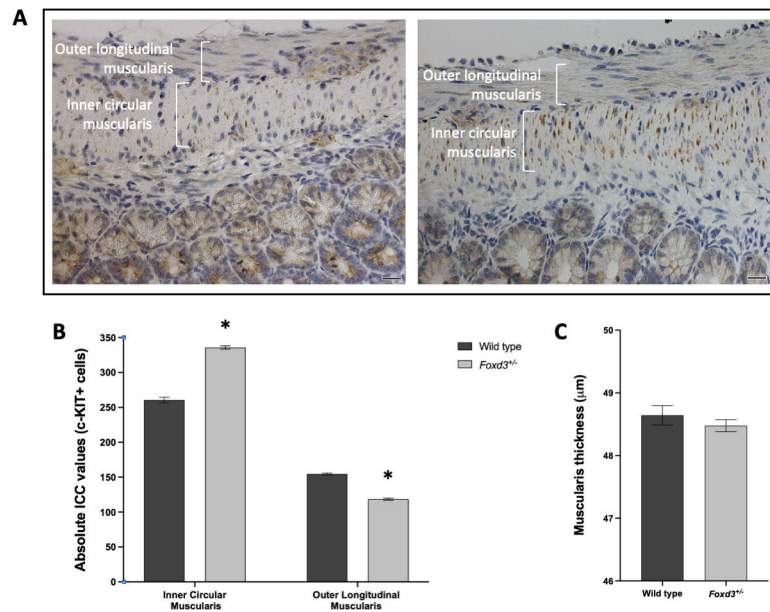 A
Outer longitudinal
muscularis
Inner circular
muscularis
Outer longitudinal
muscularis
Inner circular
muscularis
B
Absolute ICC values (c-KIT+ cells)
350
300
250
200
150
100
50
0
*
*
Inner Circular
Muscularis
Outer Longitudinal
Muscularis
Wild type
Foxd3+/-
C
Muscularis thickness (μm)
50
49
48
47
46
Wild type
Foxd3+/-